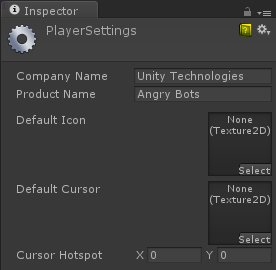 Inspector
PlayerSettings
Company Name Unity Technologies
Product Name Angry Bots
Default Icon
None
(Texture2D)
Select
Default Cursor
None
(Texture2D)
Select
Cursor Hotspot X 0 Y 0